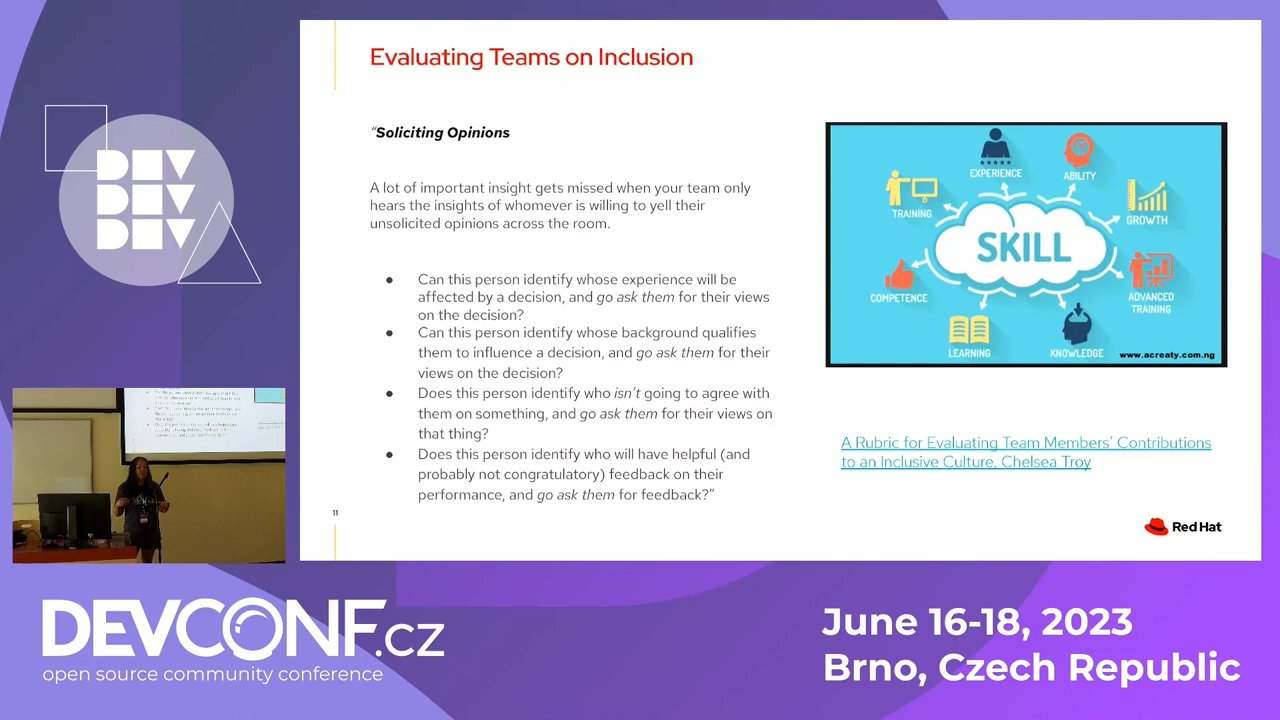 Evaluating Teams on Inclusion
“Soliciting Opinions
A lot of important insight gets missed when your team only
hears the insights of whomever is willing to yell their
unsolicited opinions across the room.
● Can this person identify whose experience will be
affected by a decision, and go ask them for their views
on the decision?
● Can this person identify whose background qualifies
them to influence a decision, and go ask them for their
views on the decision?
● Does this person identify who isn’t going to agree with
them on something, and go ask them for their views on
that thing?
● Does this person identify who will have helpful (and
probably not congratulatory) feedback on their
performance, and go ask them for feedback?”
11
EXPERIENCE
ABILITY
TRAINING
GROWTH
SKILL
COMPETENCE
ADVANCED
TRAINING
LEARNING
KNOWLEDGE
www.acreaty.com.ng
A Rubric for Evaluating Team Members’ Contributions
to an Inclusive Culture, Chelsea Troy
Red Hat
DEV
DEV
DEV
DEVCONF.cz
open source community conference
June 16-18, 2023
Brno, Czech Republic